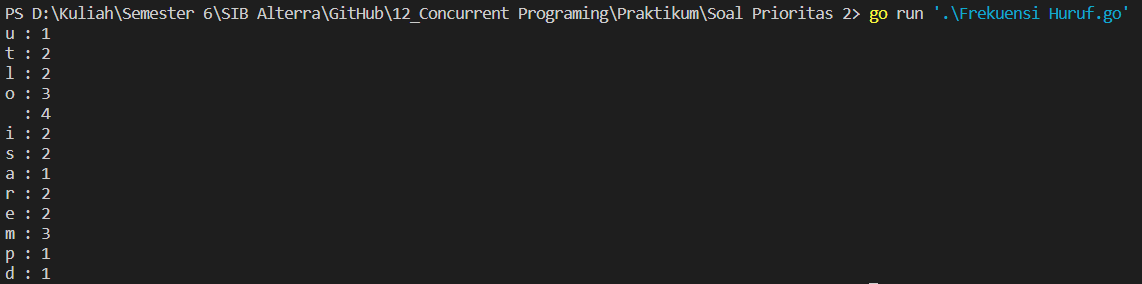 PS D:\Kuliah\Semester 6\SIB Alterra\GitHub\12_Concurrent Programing\Praktikum\Soal Prioritas 2> go run '.\Frekuensi Huruf.go'
u : 1
t : 2
l : 2
o : 3
  : 4
i : 2
s : 2
a : 1
r : 2
e : 2
m : 3
p : 1
d : 1